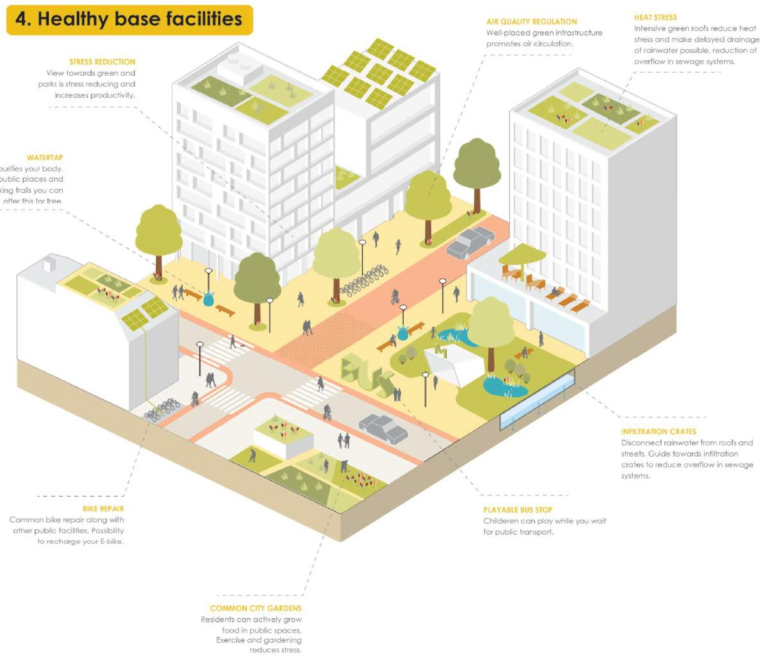 4. Healthy base facilities
STRESS REDUCTION
View towards green and
parks is stress reducing and
increases productivity.
AIR QUALITY REGULATION
Well-placed green infrastructure
promotes air circulation.
HEAT STRESS
Intensive green roofs reduce heat
stress and make delayed drainage
of rainwater possible, reduction of
overflow in sewage systems.
WATERTAP
purifies your body.
public places and
king trails you can
offer this for free.
BUS
INFILTRATION CRATES
Disconnect rainwater from roofs and
streets. Guide towards infiltration
crates to reduce overflow in sewage
systems.
BIKE REPAIR
Common bike repair along with
other public facilities. Possibility
to recharge your E-bike.
PLAYABLE BUS STOP
Childeren can play while you wait
for public transport.
COMMON CITY GARDENS
Residents can actively grow
food in public spaces.
Exercise and gardening
reduces stress.